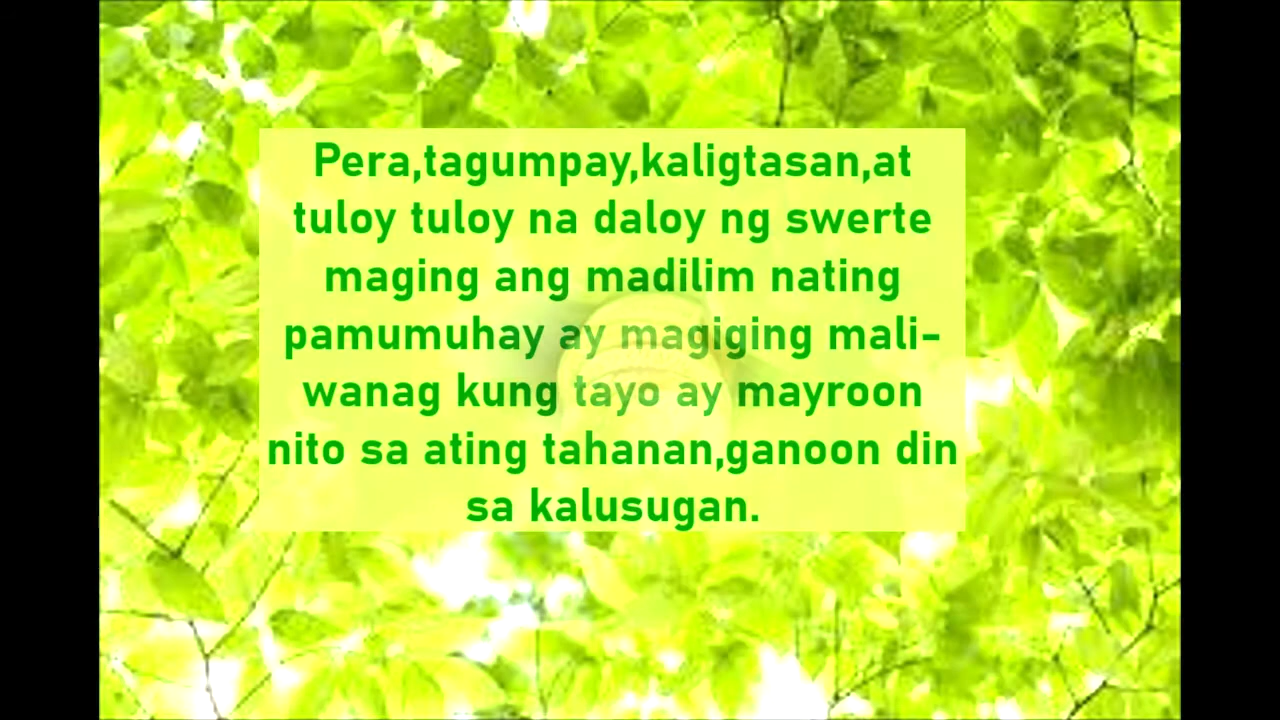 Pera,tagumpay,kaligtasan,at
tuloy tuloy na daloy ng swerte
maging ang madilim nating
pamumuhay ay magiging mali-
wanag kung tayo ay mayroon
nito sa ating tahanan,ganoon din
sa kalusugan.